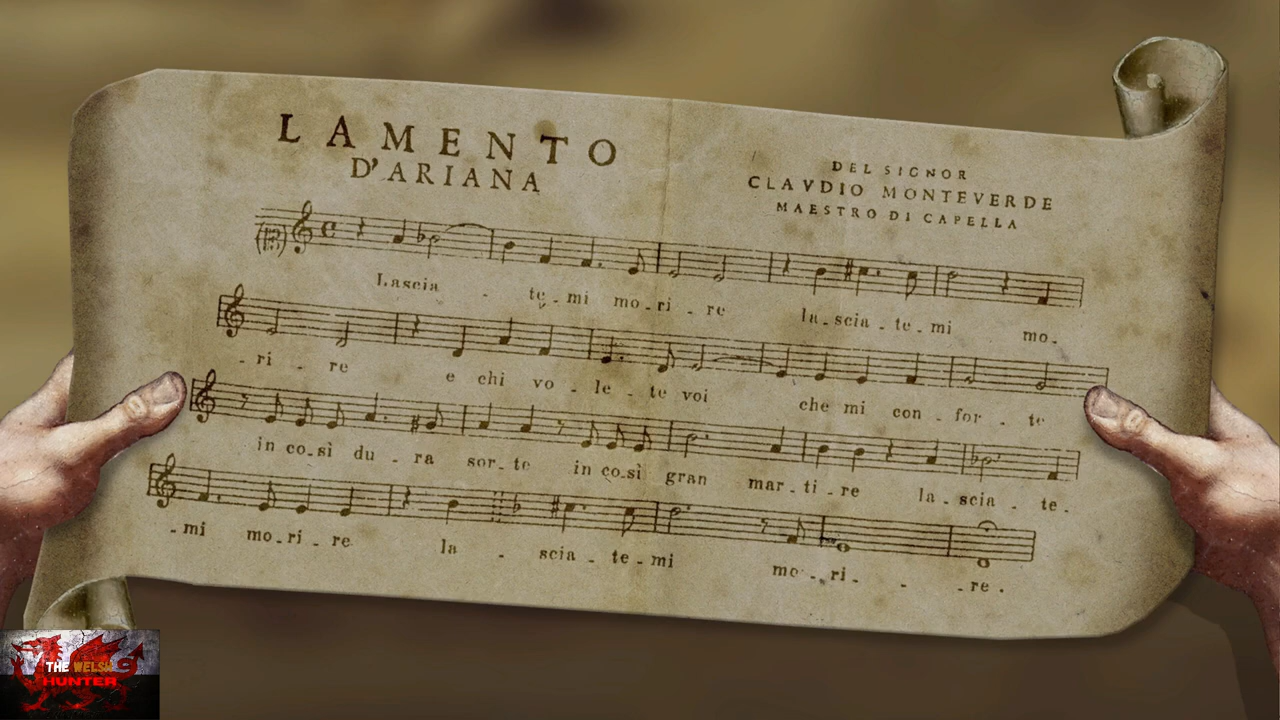 LAMENTO
D'ARIANA
DEL SIGNOR
CLAVDIO MONTEVERDE
MAESTRO DI CAPELLA
Lascia - te - mi mo - ri - re la - scia - te - mi mo -
- ri - re e chi vo - le - te voi che mi con - for - te
in co - sì du - ra sor - te in co - sì gran mar - ti - re la - scia te -
- mi mo - ri - re la - scia - te - mi mo - ri - - - re .
THE WELSH
HUNTER